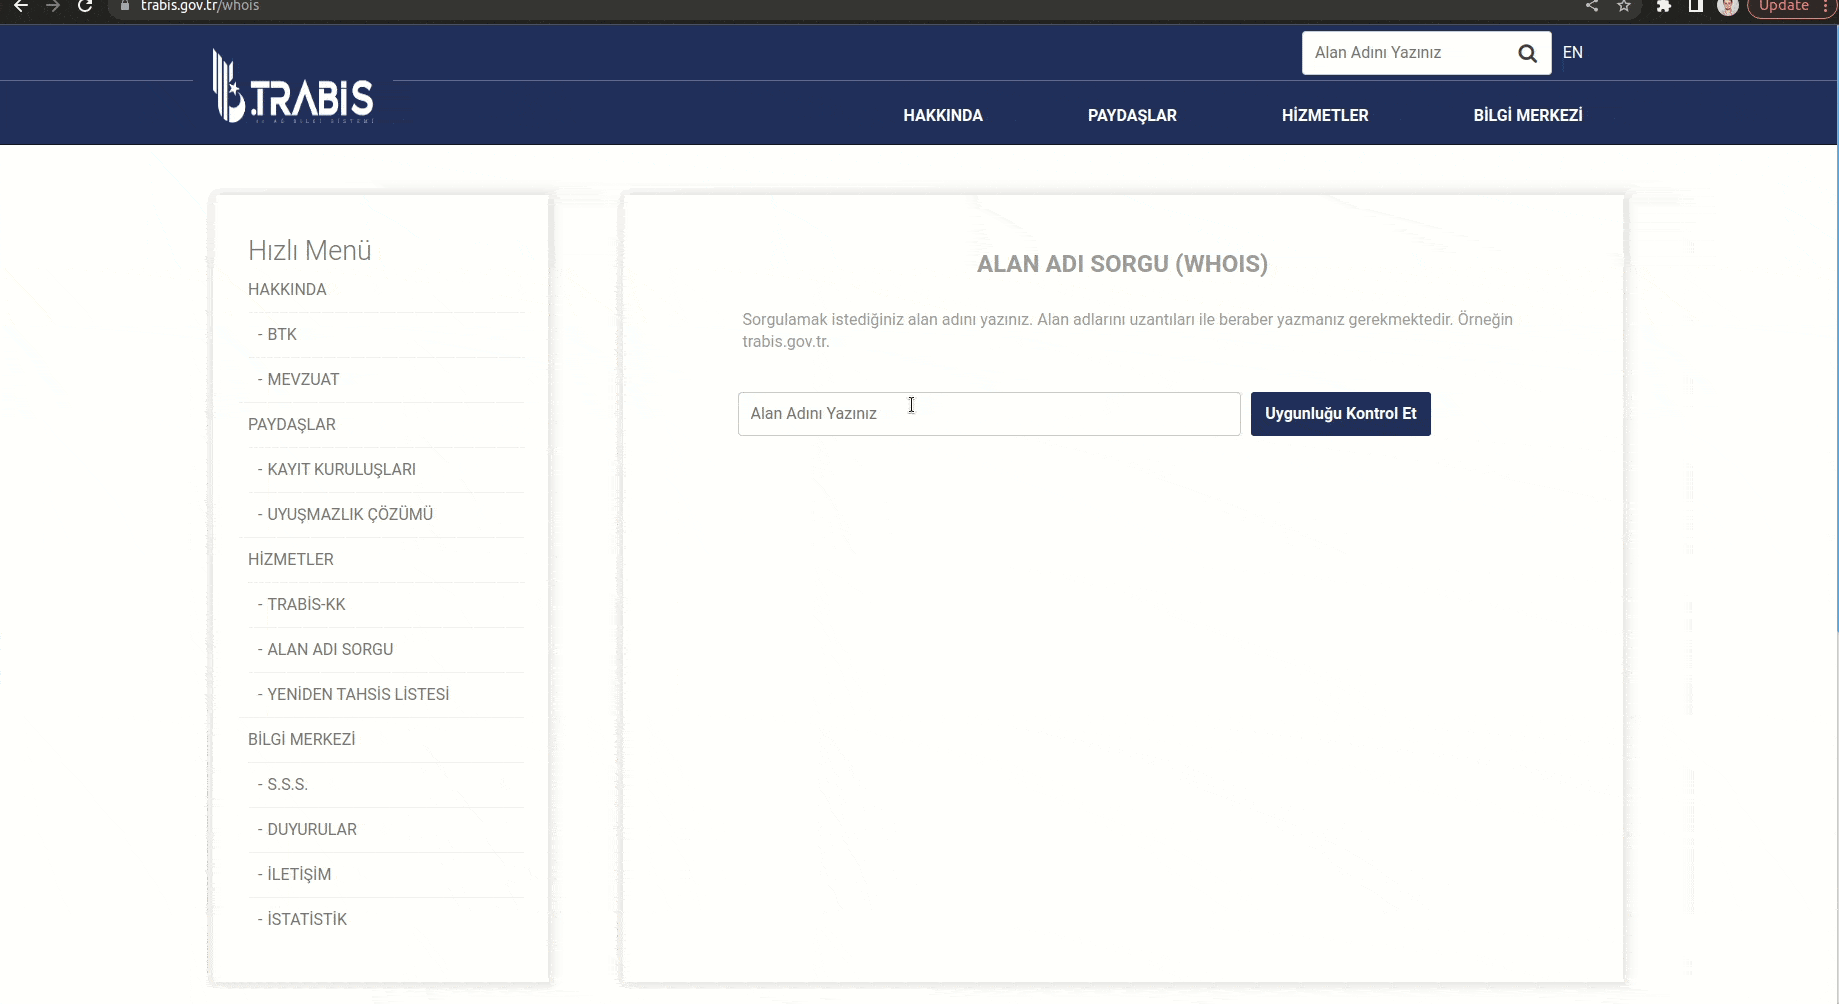 trabis.gov.tr/whois
Update
Alan Adını Yazınız
EN
.TRABİS
HAKKINDA
PAYDAŞLAR
HİZMETLER
BİLGİ MERKEZİ
Hızlı Menü
HAKKINDA
- BTK
- MEVZUAT
PAYDAŞLAR
- KAYIT KURULUŞLARI
- UYUŞMAZLIK ÇÖZÜMÜ
HİZMETLER
- TRABİS-KK
- ALAN ADI SORGU
- YENİDEN TAHSİS LİSTESİ
BİLGİ MERKEZİ
- S.S.S.
- DUYURULAR
- İLETİŞİM
- İSTATİSTİK
ALAN ADI SORGU (WHOIS)
Sorgulamak istediğiniz alan adını yazınız. Alan adlarını uzantıları ile beraber yazmanız gerekmektedir. Örneğin
trabis.gov.tr.
Alan Adını Yazınız
Uygunluğu Kontrol Et